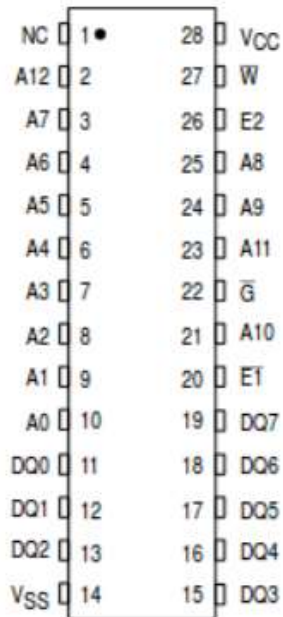 NC 1 28 VCC
A12 2 27 W̅
A7 3 26 E2
A6 4 25 A8
A5 5 24 A9
A4 6 23 A11
A3 7 22 G̅
A2 8 21 A10
A1 9 20 E̅1̅
A0 10 19 DQ7
DQ0 11 18 DQ6
DQ1 12 17 DQ5
DQ2 13 16 DQ4
VSS 14 15 DQ3